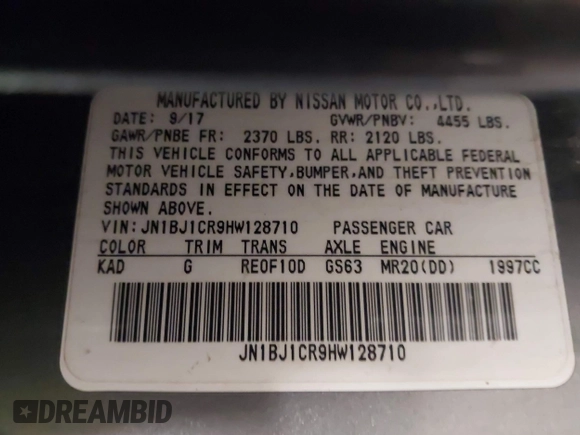 MANUFACTURED BY NISSAN MOTOR CO.,LTD.
DATE: 9/17 GVWR/PNBV: 4455 LBS.
GAWR/PNBE FR: 2370 LBS. RR: 2120 LBS.
THIS VEHICLE CONFORMS TO ALL APPLICABLE FEDERAL
MOTOR VEHICLE SAFETY,BUMPER,AND THEFT PREVENTION
STANDARDS IN EFFECT ON THE DATE OF MANUFACTURE
SHOWN ABOVE.
VIN:JN1BJ1CR9HW128710 PASSENGER CAR
COLOR TRIM TRANS AXLE ENGINE
KAD G RE0F10D GS63 MR20(DD) 1997CC
JN1BJ1CR9HW128710
DREAMBID